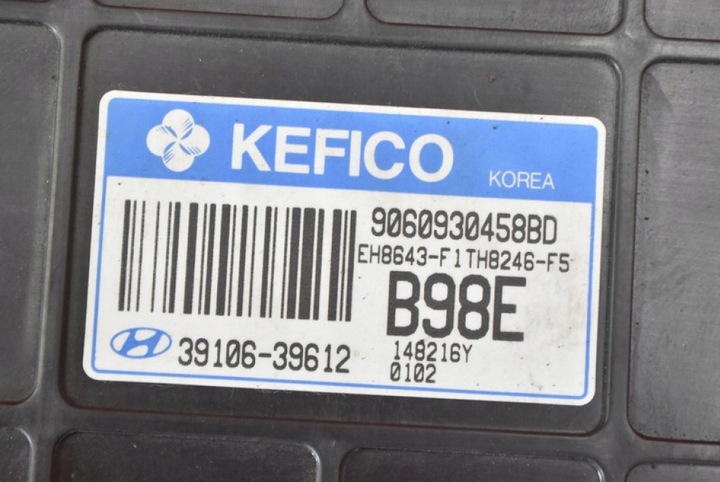 KEFICO
KOREA
9060930458BD
EH8643-F1TH8246-F5
B98E
39106-39612
148216Y
0102